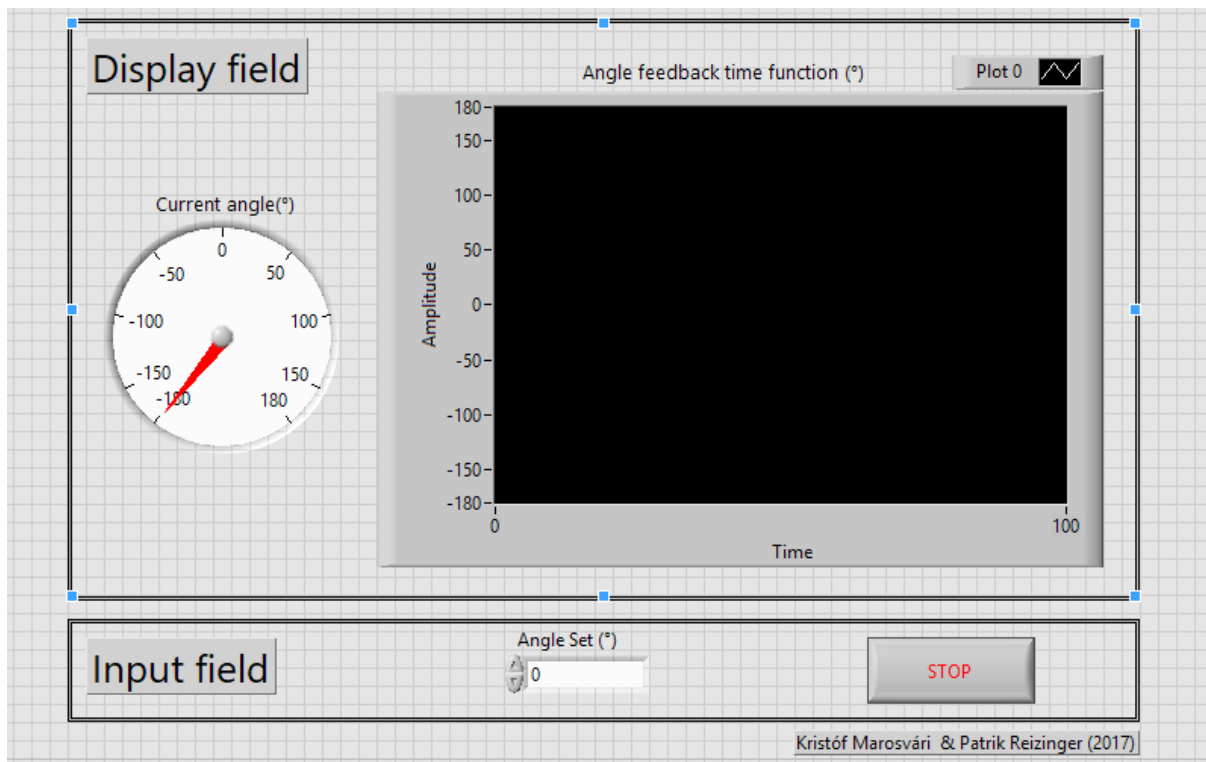 Display field
Angle feedback time function (°)
Plot 0
Current angle(°)
0
-50
50
-100
100
-150
150
-180
180
Amplitude
180
150
100
50
0
-50
-100
-150
-180
0
100
Time
Input field
Angle Set (°)
0
STOP
Kristóf Marosvári & Patrik Reizinger (2017)